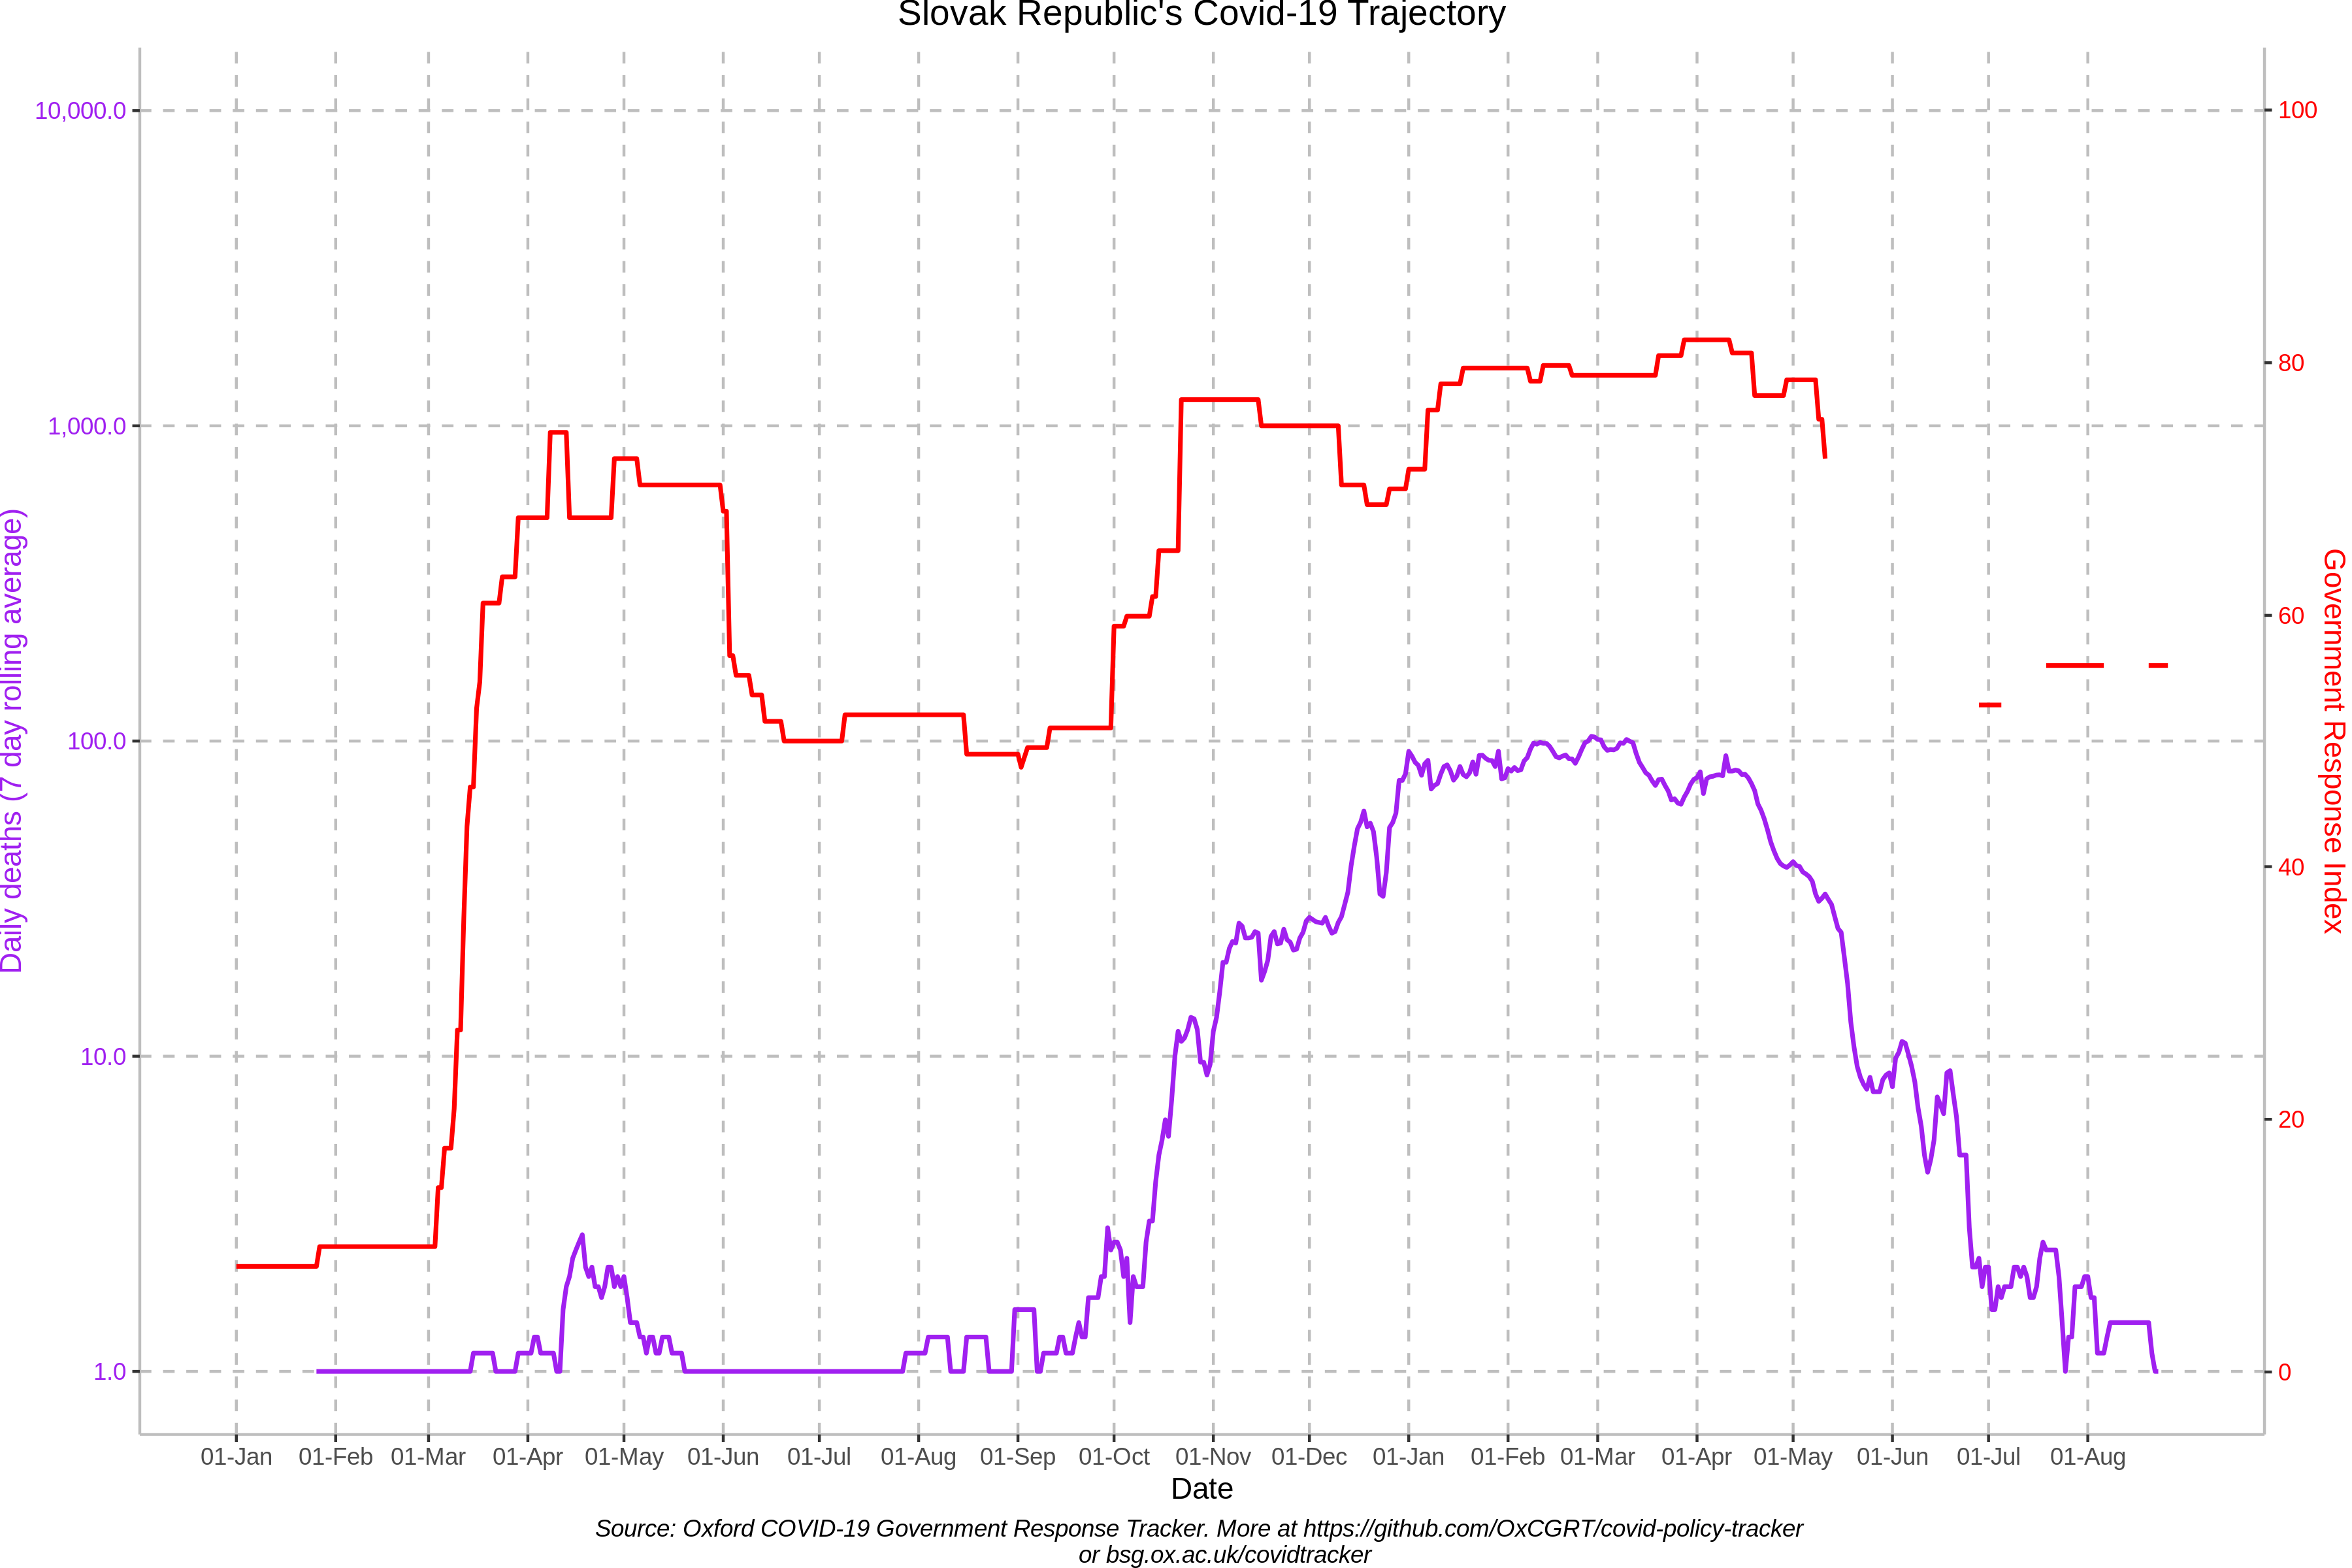 Slovak Republic's Covid-19 Trajectory
10,000.0
1,000.0
100.0
10.0
1.0
Daily deaths (7 day rolling average)
100
80
60
40
20
0
Government Response Index
01-Jan 01-Feb 01-Mar 01-Apr 01-May 01-Jun 01-Jul 01-Aug 01-Sep 01-Oct 01-Nov 01-Dec 01-Jan 01-Feb 01-Mar 01-Apr 01-May 01-Jun 01-Jul 01-Aug
Date
Source: Oxford COVID-19 Government Response Tracker. More at https://github.com/OxCGRT/covid-policy-tracker
or bsg.ox.ac.uk/covidtracker